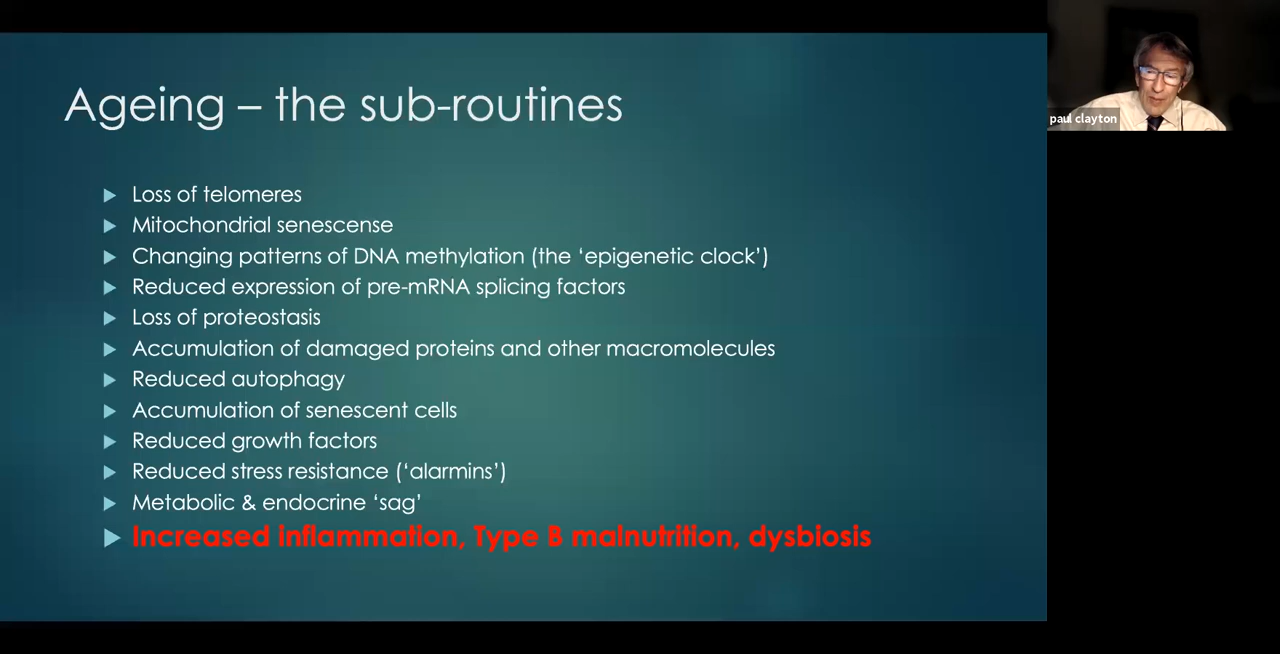 Ageing – the sub-routines
paul clayton
Loss of telomeres
Mitochondrial senescense
Changing patterns of DNA methylation (the ‘epigenetic clock’)
Reduced expression of pre-mRNA splicing factors
Loss of proteostasis
Accumulation of damaged proteins and other macromolecules
Reduced autophagy
Accumulation of senescent cells
Reduced growth factors
Reduced stress resistance (‘alarmins’)
Metabolic & endocrine ‘sag’
Increased inflammation, Type B malnutrition, dysbiosis